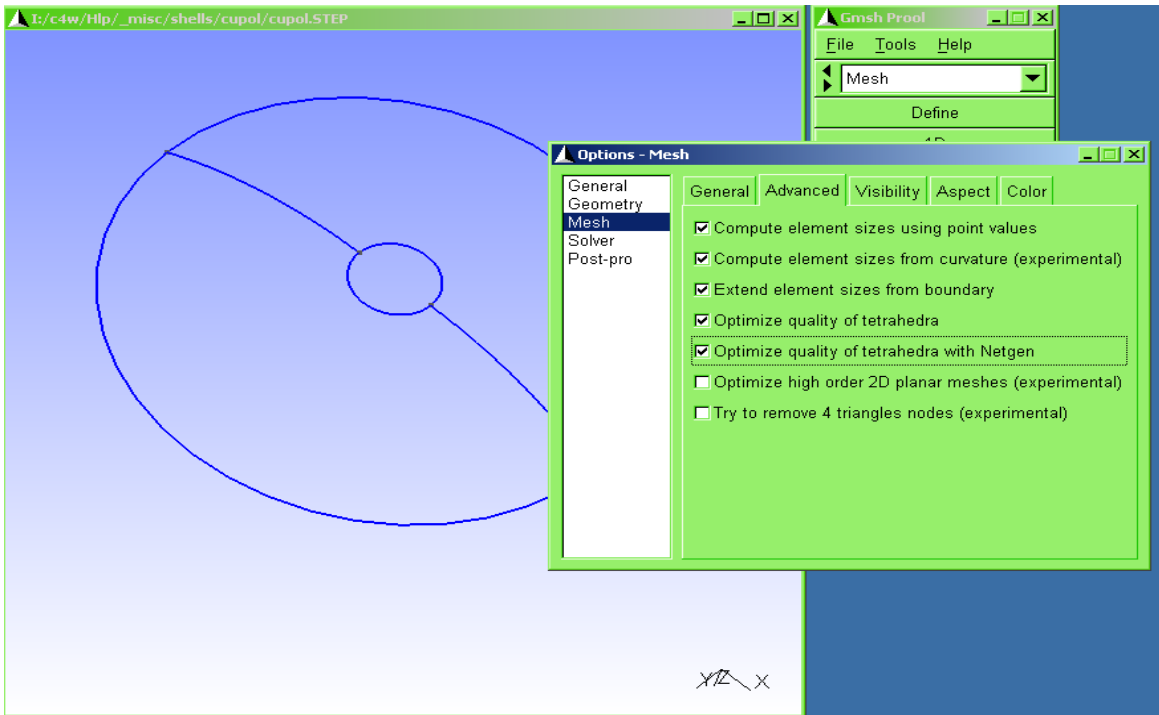 I:/c4w/Hlp/_misc/shells/cupol/cupol.STEP
Gmsh Prool
File Tools Help
Mesh
Define
Options - Mesh
General
Geometry
Mesh
Solver
Post-pro
General Advanced Visibility Aspect Color
Compute element sizes using point values
Compute element sizes from curvature (experimental)
Extend element sizes from boundary
Optimize quality of tetrahedra
Optimize quality of tetrahedra with Netgen
Optimize high order 2D planar meshes (experimental)
Try to remove 4 triangles nodes (experimental)
Y Z X